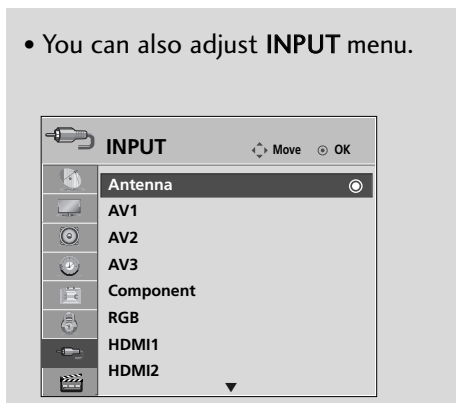 • You can also adjust INPUT menu.
INPUT Move OK
Antenna
AV1
AV2
AV3
Component
RGB
HDMI1
HDMI2